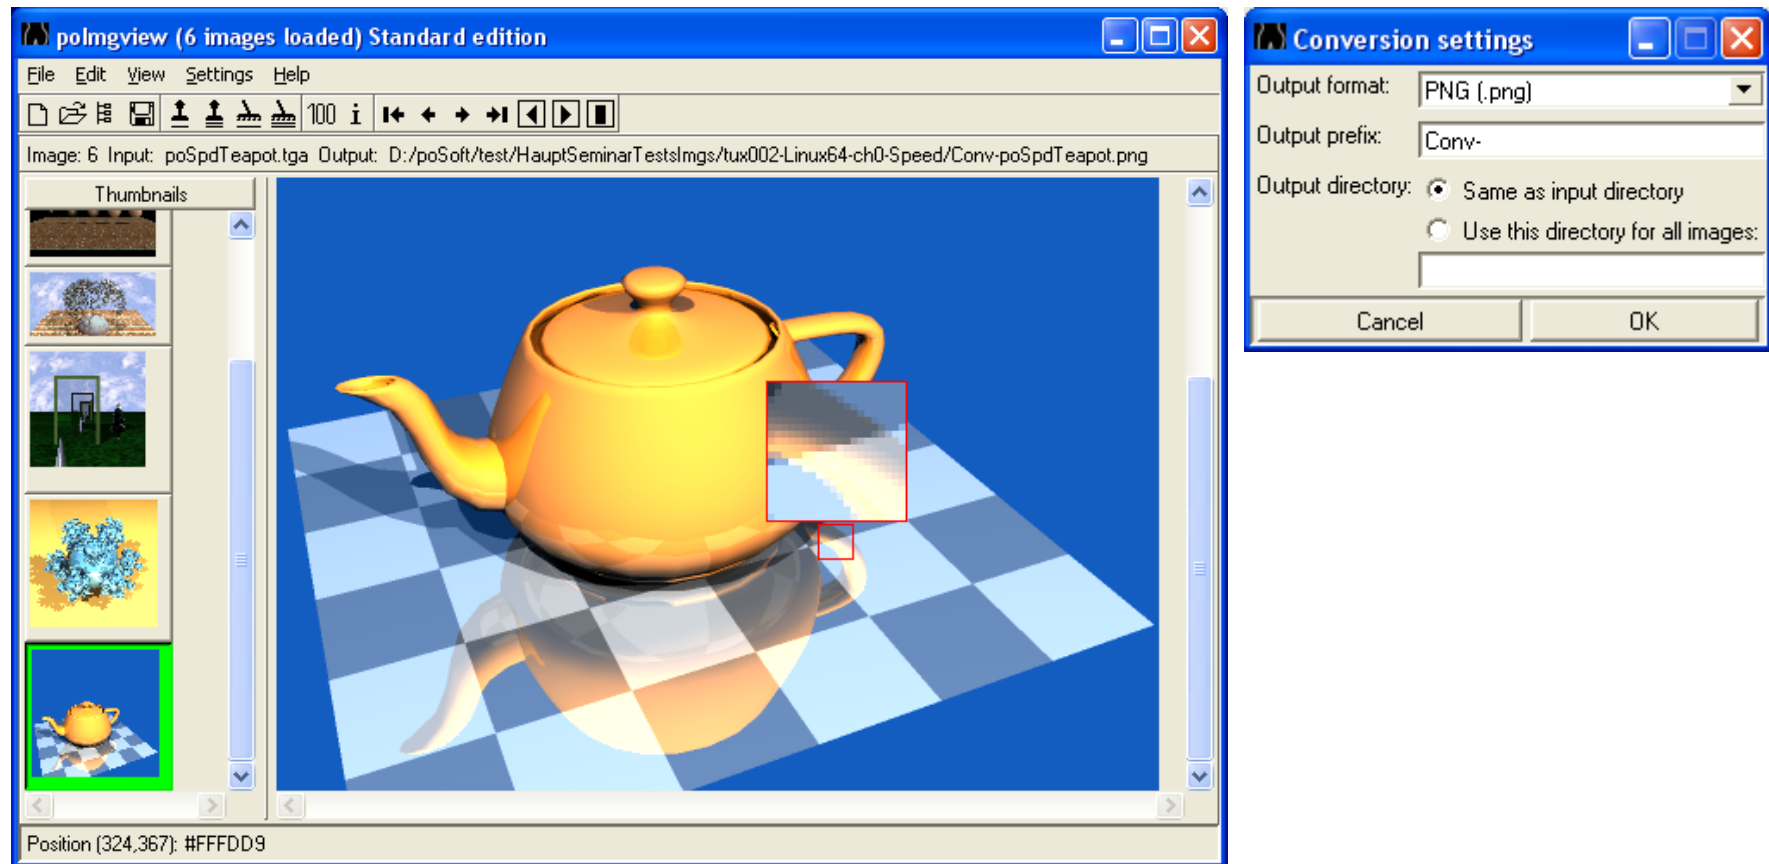 poImgview (6 images loaded) Standard edition
File Edit View Settings Help
100 i
Image: 6 Input: poSpdTeapot.tga Output: D:/poSoft/test/HauptSeminarTestsImgs/tux002-Linux64-ch0-Speed/Conv-poSpdTeapot.png
Thumbnails
Position (324,367): #FFFDD9
Conversion settings
Output format: PNG (.png)
Output prefix: Conv-
Output directory: Same as input directory
Use this directory for all images:
Cancel OK